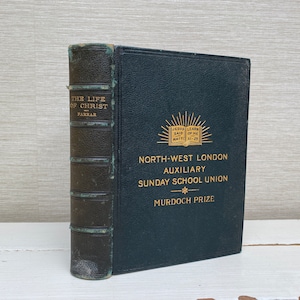 THE LIFE
OF CHRIST
FARRAR
NORTH-WEST LONDON
AUXILIARY
SUNDAY SCHOOL UNION
MURDOCH PRIZE